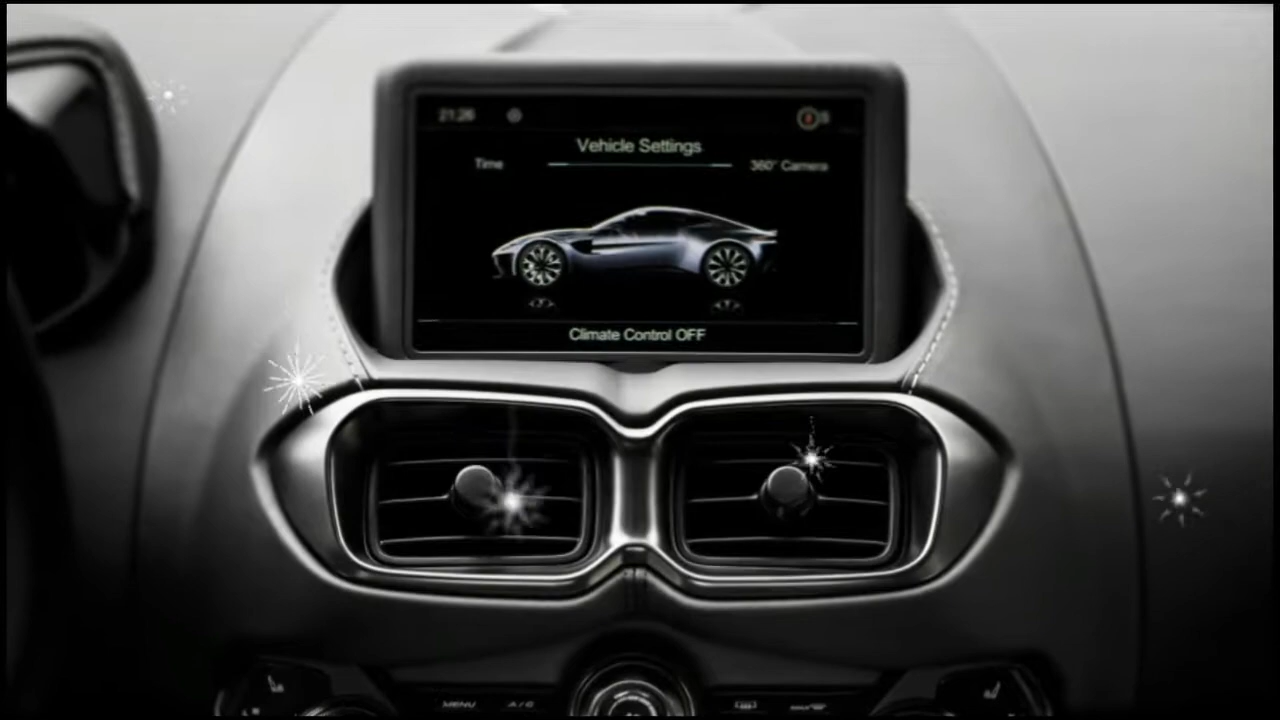 21:26
Vehicle Settings
Time 360° Camera
Climate Control OFF
MENU A/C